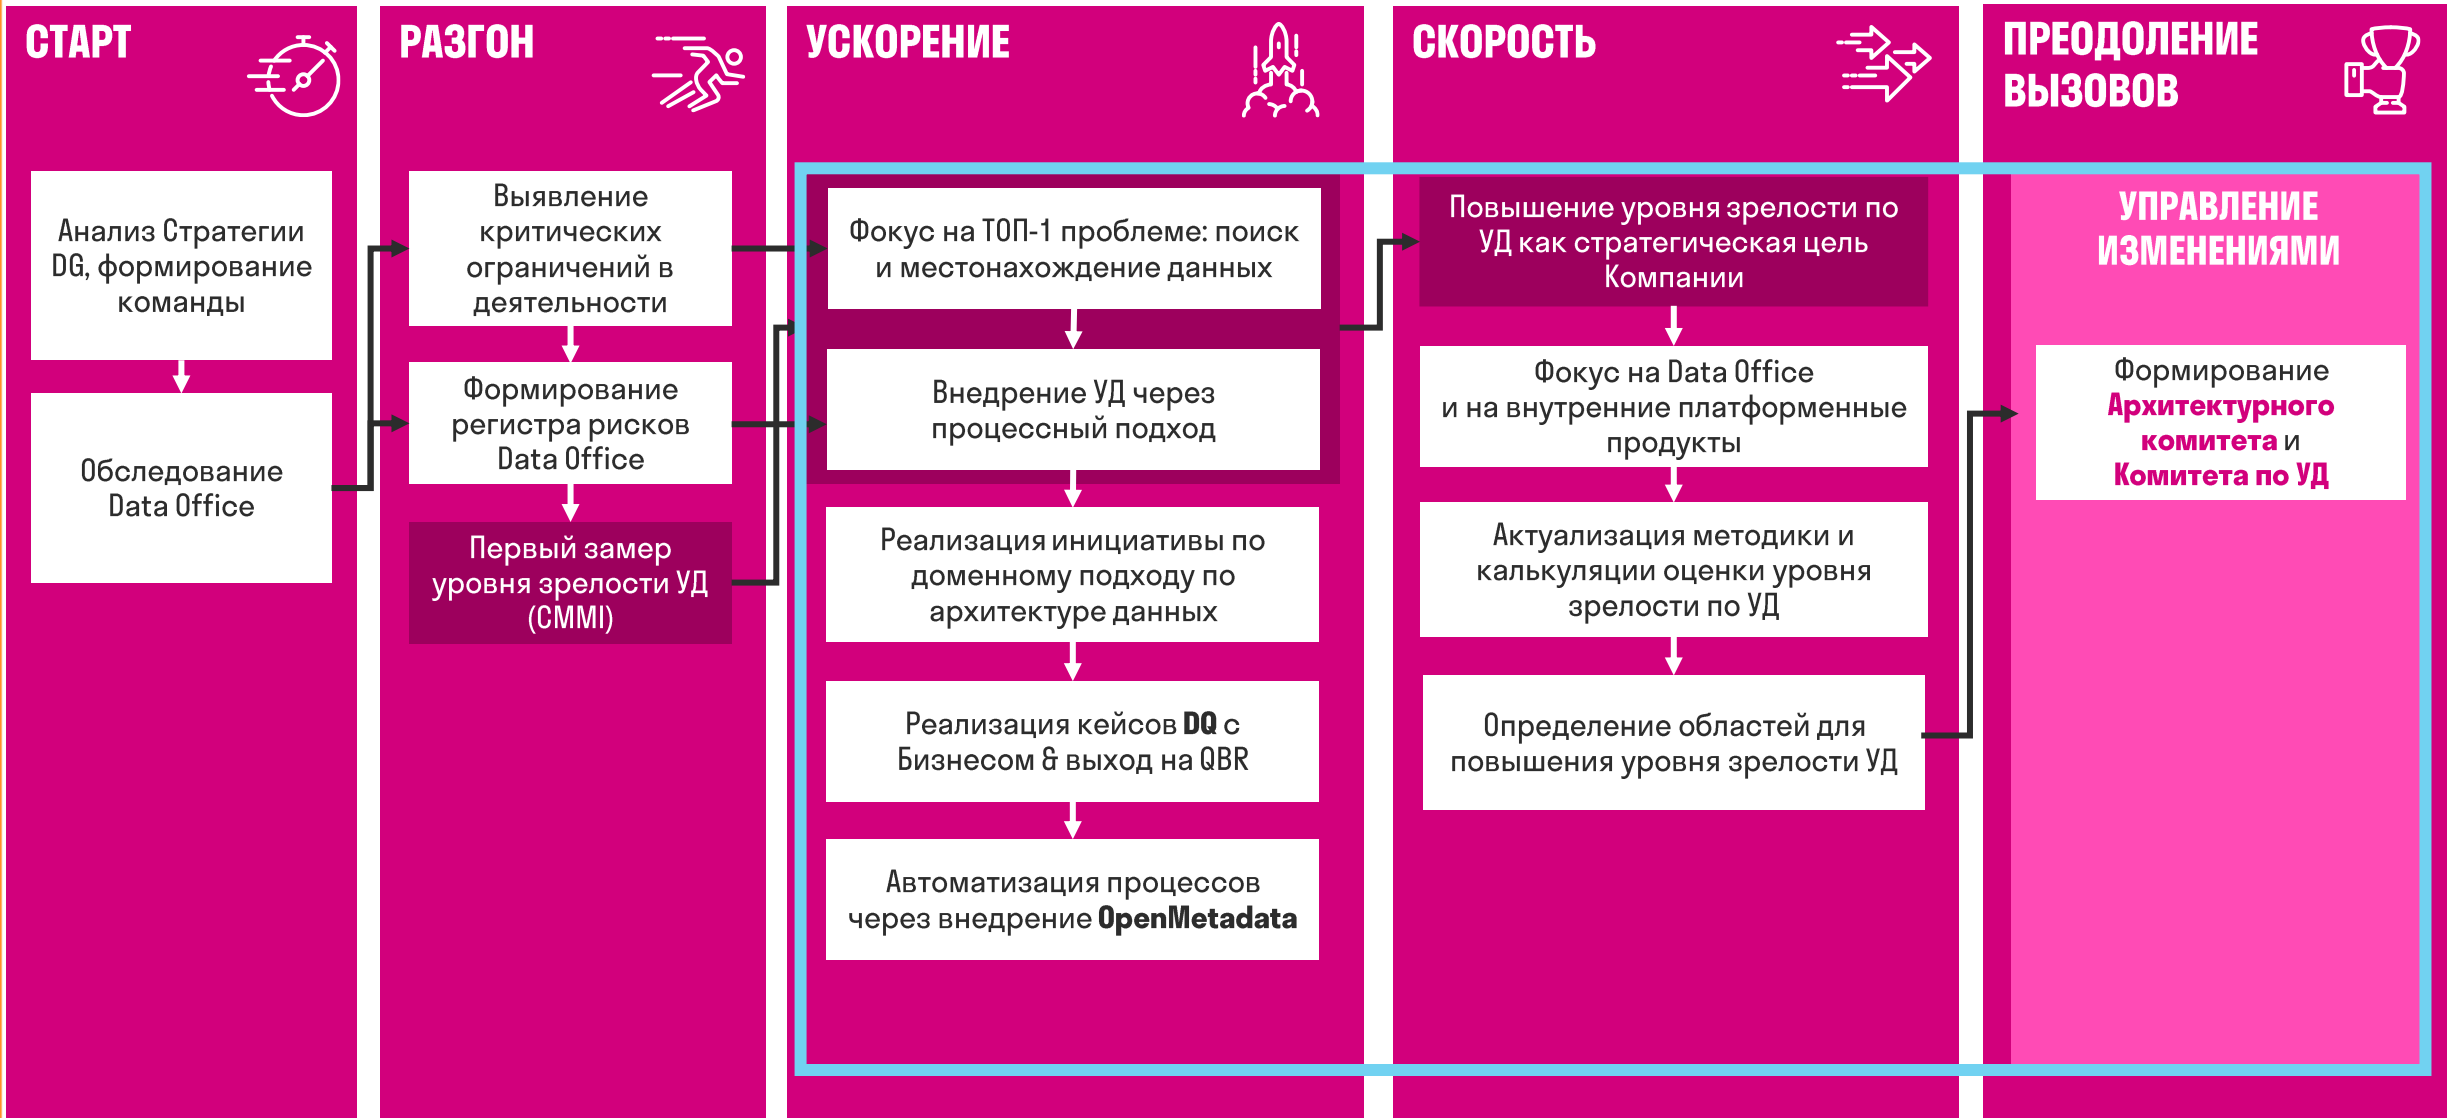 СТАРТ
Анализ Стратегии
DG, формирование
команды
Обследование
Data Office
РАЗГОН
Выявление
критических
ограничений в
деятельности
Формирование
регистра рисков
Data Office
Первый замер
уровня зрелости УД
(CMMI)
УСКОРЕНИЕ
Фокус на ТОП-1 проблеме: поиск
и местонахождение данных
Внедрение УД через
процессный подход
Реализация инициативы по
доменному подходу по
архитектуре данных
Реализация кейсов DQ с
Бизнесом & выход на QBR
Автоматизация процессов
через внедрение OpenMetadata
СКОРОСТЬ
Повышение уровня зрелости по
УД как стратегическая цель
Компании
Фокус на Data Office
и на внутренние платформенные
продукты
Актуализация методики и
калькуляции оценки уровня
зрелости по УД
Определение областей для
повышения уровня зрелости УД
ПРЕОДОЛЕНИЕ
ВЫЗОВОВ
УПРАВЛЕНИЕ
ИЗМЕНЕНИЯМИ
Формирование
Архитектурного
комитета и
Комитета по УД